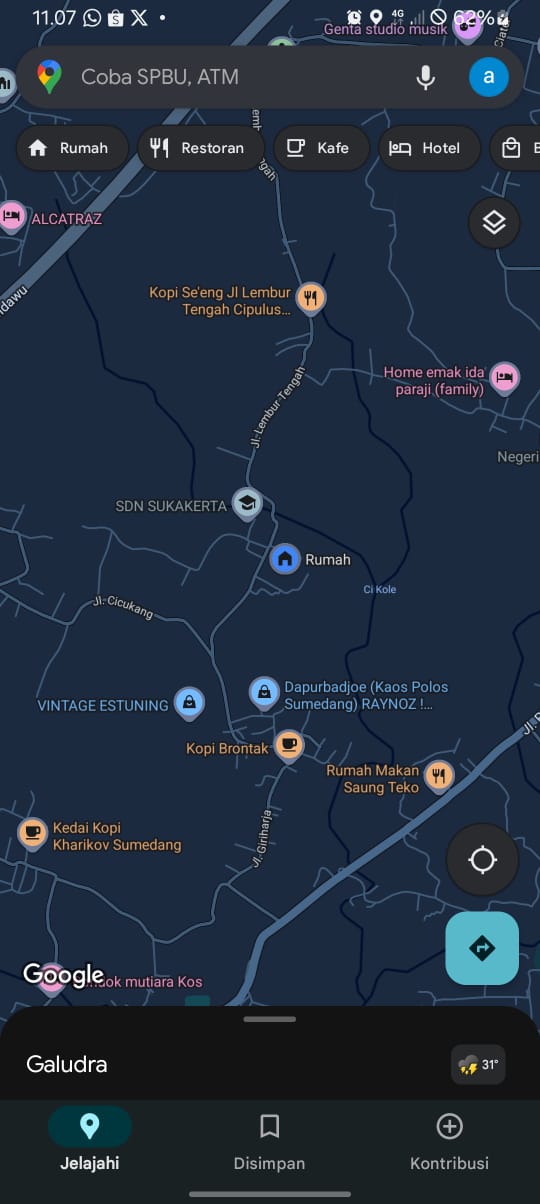 11.07
4G
62%
Genta studio musik
Coba SPBU, ATM
a
Rumah
Restoran
Kafe
Hotel
ALCATRAZ
Kopi Se'eng Jl Lembur
Tengah Cipulus...
Home emak ida
paraji (family)
Jl. Lembur Tengah
Negeri
SDN SUKAKERTA
Rumah
Ci Kole
Jl. Cicukang
Dapurbadjoe (Kaos Polos
Sumedang) RAYNOZ !...
VINTAGE ESTUNING
Kopi Brontak
Rumah Makan
Saung Teko
Kedai Kopi
Kharikov Sumedang
Jl. Giriharja
Google
mutiara Kos
Galudra
31°
Jelajahi
Disimpan
Kontribusi